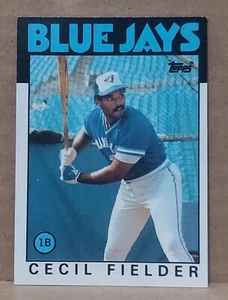 BLUE JAYS
Topps
1B
CECIL FIELDER